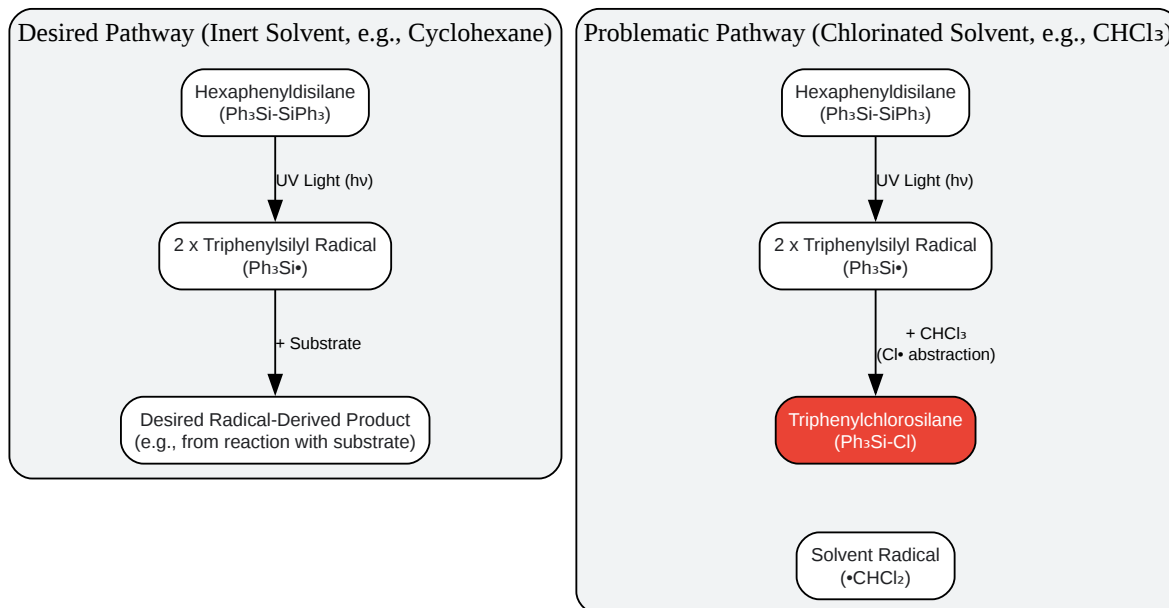 Desired Pathway (Inert Solvent, e.g., Cyclohexane)
Hexaphenyldisilane
(Ph₃Si-SiPh₃)
UV Light (hν)
2 x Triphenylsilyl Radical
(Ph₃Si•)
+ Substrate
Desired Radical-Derived Product
(e.g., from reaction with substrate)
Problematic Pathway (Chlorinated Solvent, e.g., CHCl₃)
Hexaphenyldisilane
(Ph₃Si-SiPh₃)
UV Light (hν)
2 x Triphenylsilyl Radical
(Ph₃Si•)
+ CHCl₃
(Cl• abstraction)
Triphenylchlorosilane
(Ph₃Si-Cl)
Solvent Radical
(•CHCl₂)